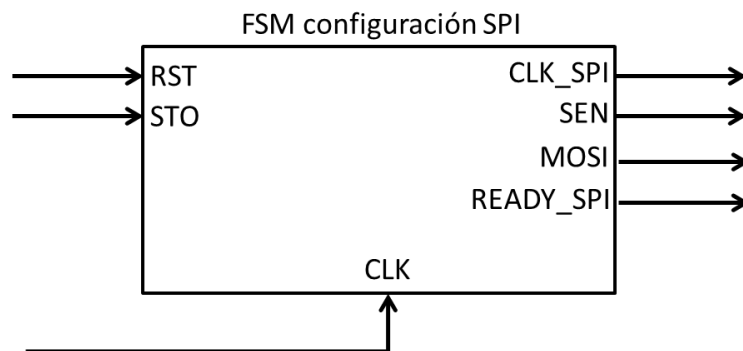 FSM configuración SPI
RST
STO
CLK_SPI
SEN
MOSI
READY_SPI
CLK